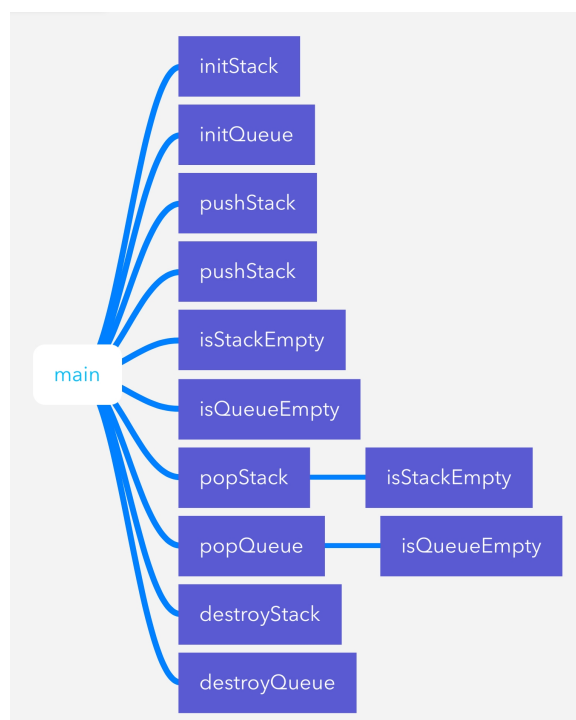 initStack
initQueue
pushStack
pushStack
isStackEmpty
main
isQueueEmpty
popStack
isStackEmpty
popQueue
isQueueEmpty
destroyStack
destroyQueue